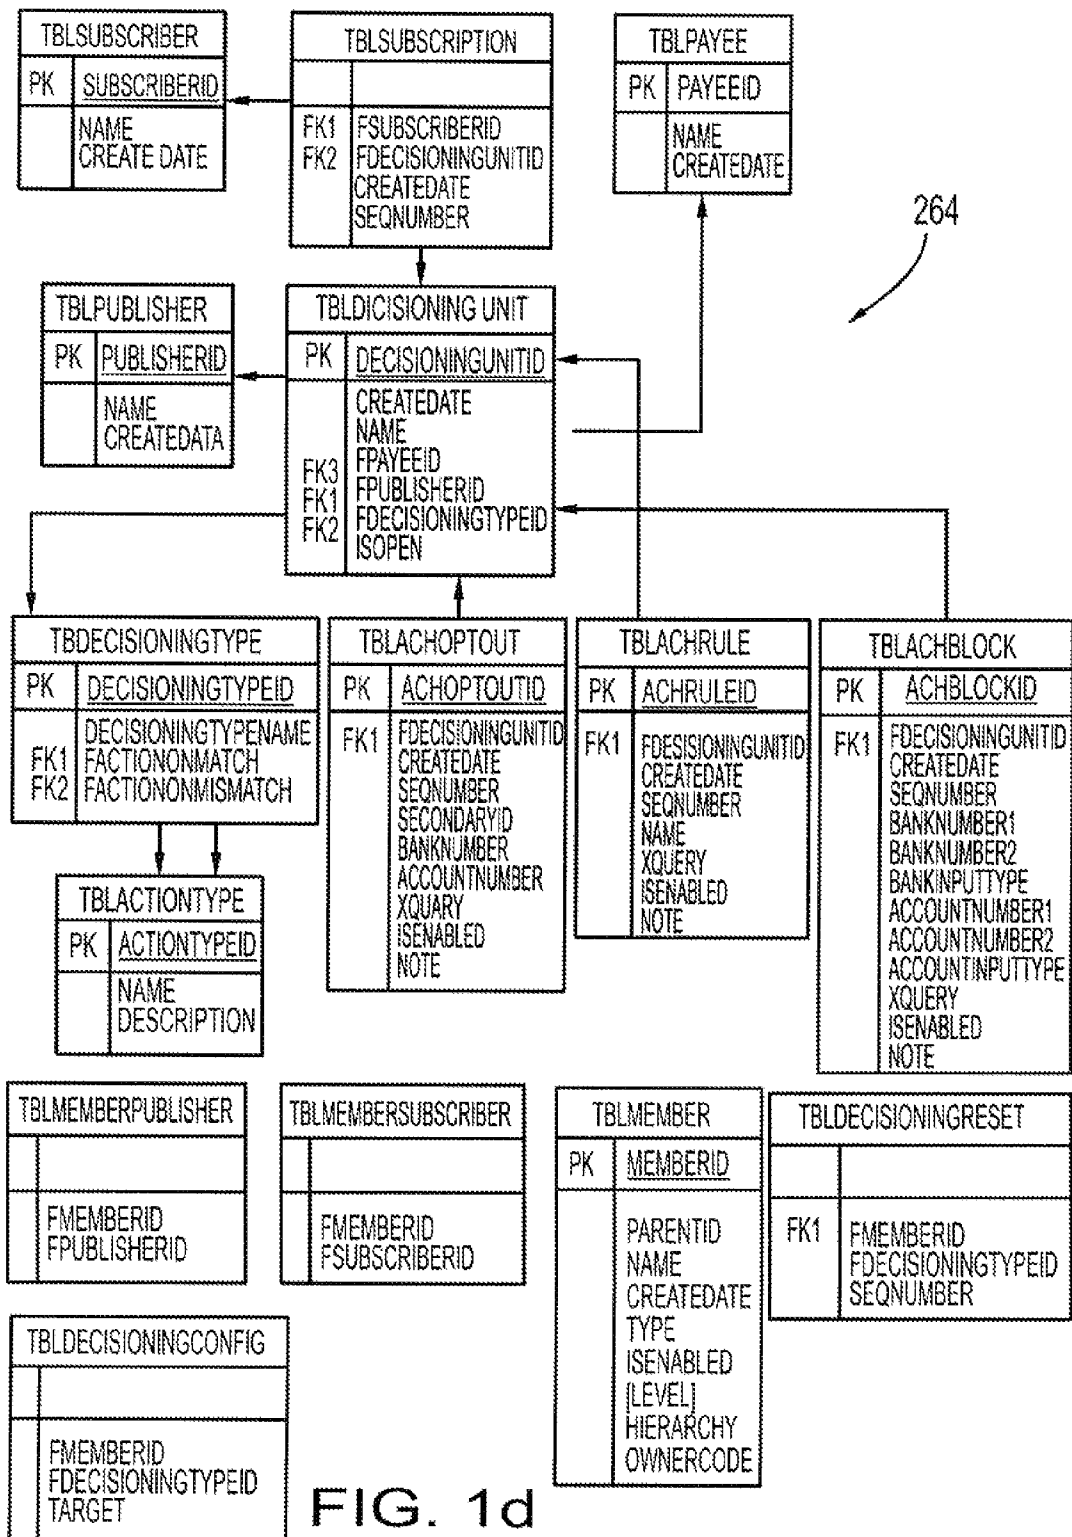 TBLSUBSCRIBER
PK SUBSCRIBERID
NAME
CREATE DATE
TBLSUBSCRIPTION
FK1 FSUBSCRIBERID
FK2 FDECISIONINGUNITID
CREATEDATE
SEQNUMBER
TBLPAYEE
PK PAYEEID
NAME
CREATEDATE
264
TBLPUBLISHER
PK PUBLISHERID
NAME
CREATEDATA
TBLDICISIONING UNIT
PK DECISIONINGUNITID
CREATEDATE
NAME
FK3 FPAYEEID
FK1 FPUBLISHERID
FK2 FDECISIONINGTYPEID
ISOPEN
TBDECISIONINGTYPE
PK DECISIONINGTYPEID
DECISIONINGTYPENAME
FK1 FACTIONONMATCH
FK2 FACTIONONMISMATCH
TBLACHOPTOUT
PK ACHOPTOUTID
FK1 FDECISIONINGUNITID
CREATEDATE
SEQNUMBER
SECONDARYID
BANKNUMBER
ACCOUNTNUMBER
XQUARY
ISENABLED
NOTE
TBLACHRULE
PK ACHRULEID
FK1 FDESISIONINGUNITID
CREATEDATE
SEQNUMBER
NAME
XQUERY
ISENABLED
NOTE
TBLACHBLOCK
PK ACHBLOCKID
FK1 FDECISIONINGUNITID
CREATEDATE
SEQNUMBER
BANKNUMBER1
BANKNUMBER2
BANKINPUTTYPE
ACCOUNTNUMBER1
ACCOUNTNUMBER2
ACCOUNTINPUTTYPE
XQUERY
ISENABLED
NOTE
TBLACTIONTYPE
PK ACTIONTYPEID
NAME
DESCRIPTION
TBLMEMBERPUBLISHER
FMEMBERID
FPUBLISHERID
TBLMEMBERSUBSCRIBER
FMEMBERID
FSUBSCRIBERID
TBLMEMBER
PK MEMBERID
PARENTID
NAME
CREATEDATE
TYPE
ISENABLED
[LEVEL]
HIERARCHY
OWNERCODE
TBLDECISIONINGRESET
FK1 FMEMBERID
FDECISIONINGTYPEID
SEQNUMBER
TBLDECISIONINGCONFIG
FMEMBERID
FDECISIONINGTYPEID
TARGET
FIG. 1d